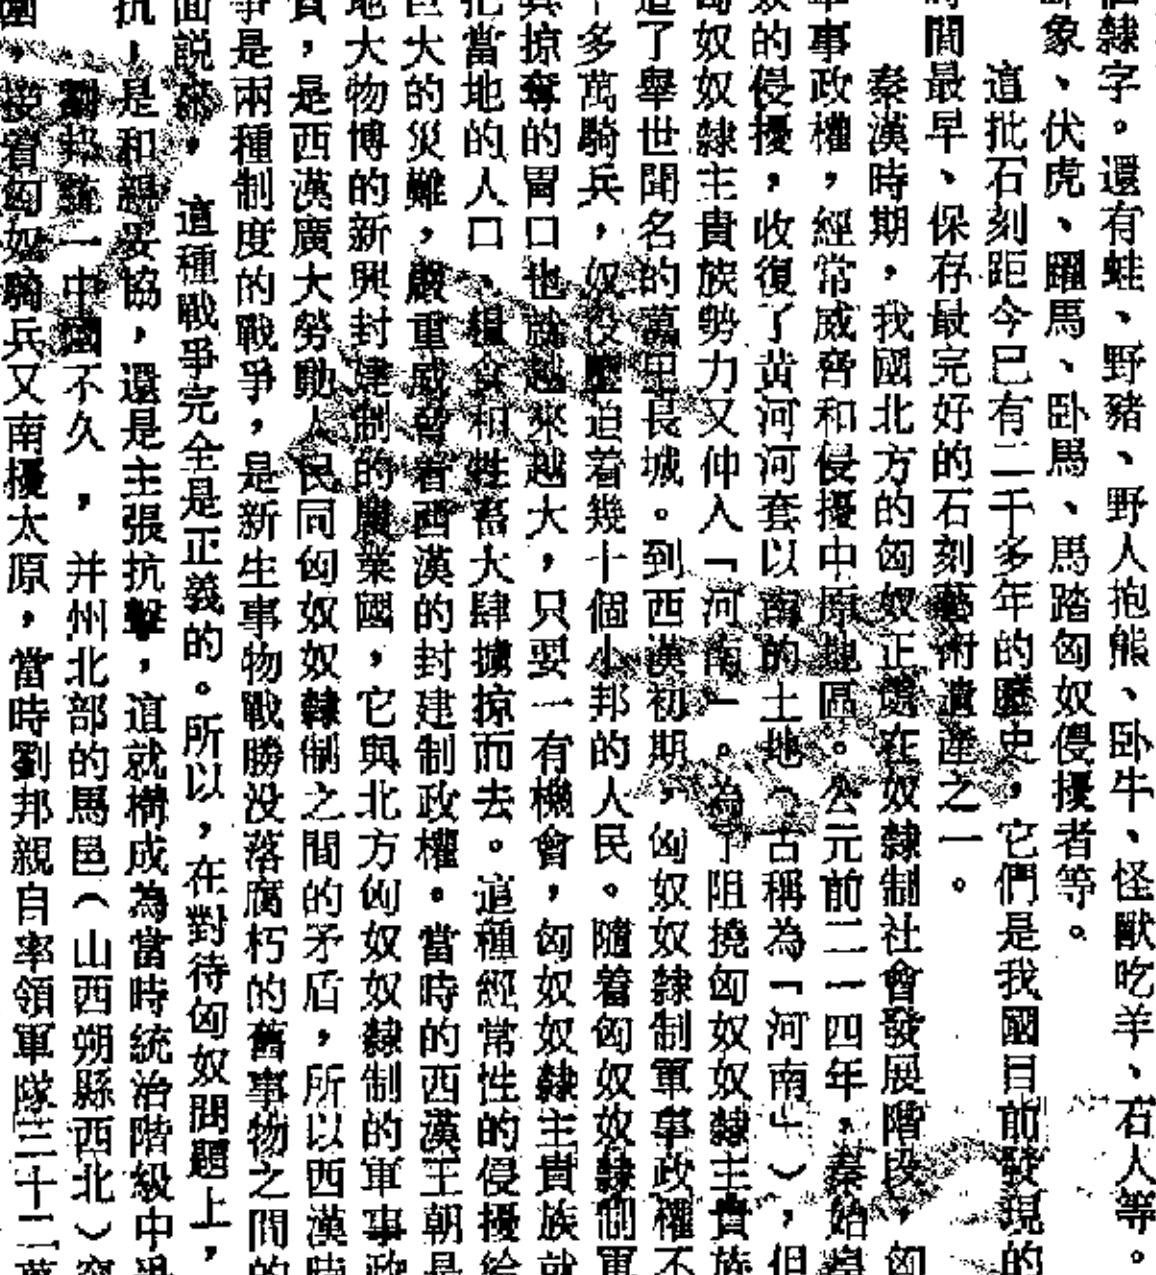 隸字。還有蛙、野豬、野人抱熊、卧牛、怪獸吃羊、石人等。
象、伏虎、躍馬、卧馬、馬踏匈奴侵擾者等。
這批石刻距今已有二千多年的歷史，它們是我國目前發現的
間最早、保存最完好的石刻藝術遺產之一。
秦漢時期，我國北方的匈奴正處在奴隸制社會發展階段，匈
事政權，經常威脅和侵擾中原地區。公元前二一四年，秦始皇
的侵擾，收復了黄河河套以南的土地（古稱為「河南」），但
奴奴隸主貴族勢力又伸入「河南」。為了阻撓匈奴奴隸主貴族
了舉世聞名的萬里長城。到西漢初期，匈奴奴隸制軍事政權不
多萬騎兵，奴役壓迫着幾十個小邦的人民。隨着匈奴奴隸制軍
掠奪的胃口也就越來越大，只要一有機會，匈奴奴隸主貴族就
把當地的人口、糧食和牲畜大肆擄掠而去。這種經常性的侵擾給
巨大的災難，嚴重威脅着西漢的封建制政權。當時的西漢王朝是
地大物博的新興封建制的農業國，它與北方匈奴奴隸制的軍事政
，是西漢廣大勞動人民同匈奴奴隸制之間的矛盾，所以西漢時
爭是兩種制度的戰爭，是新生事物戰勝没落腐朽的舊事物之間的
面説來，這種戰爭完全是正義的。所以，在對待匈奴問題上，
抗，是和親妥協，還是主張抗擊，這就構成為當時統治階級中
劉邦統一中國不久，并州北部的馬邑（山西朔縣西北）
圍，接着匈奴騎兵又南擾太原，當時劉邦親自率領軍隊三十二萬